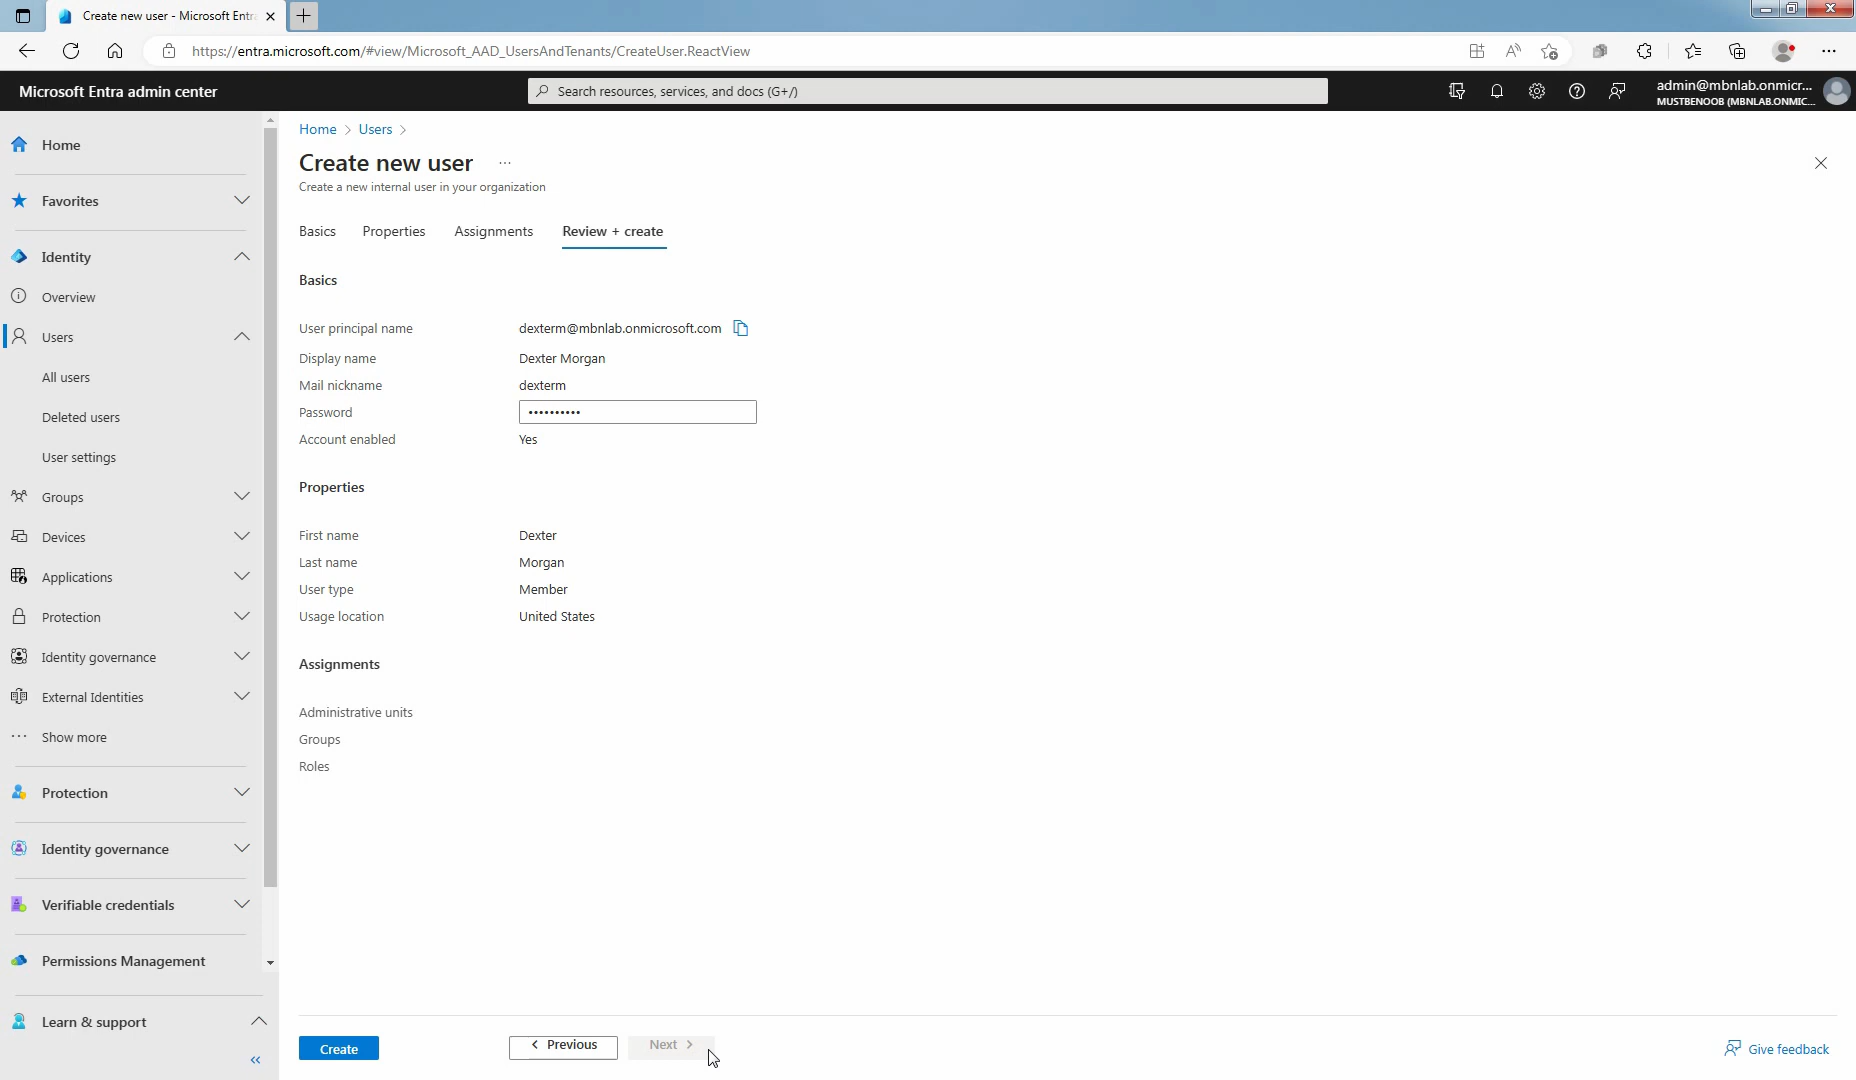 Create new user - Microsoft Entra
https://entra.microsoft.com/#view/Microsoft_AAD_UsersAndTenants/CreateUser.ReactView
Microsoft Entra admin center
Search resources, services, and docs (G+/)
admin@mbnlab.onmicr...
MUSTBENOOB (MBNLAB.ONMIC...
Home
Favorites
Identity
Overview
Users
All users
Deleted users
User settings
Groups
Devices
Applications
Protection
Identity governance
External Identities
Show more
Protection
Identity governance
Verifiable credentials
Permissions Management
Learn & support
Home > Users >
Create new user ...
Create a new internal user in your organization
Basics Properties Assignments Review + create
Basics
User principal name dexterm@mbnlab.onmicrosoft.com
Display name Dexter Morgan
Mail nickname dexterm
Password ••••••••••
Account enabled Yes
Properties
First name Dexter
Last name Morgan
User type Member
Usage location United States
Assignments
Administrative units
Groups
Roles
Create < Previous Next >
Give feedback